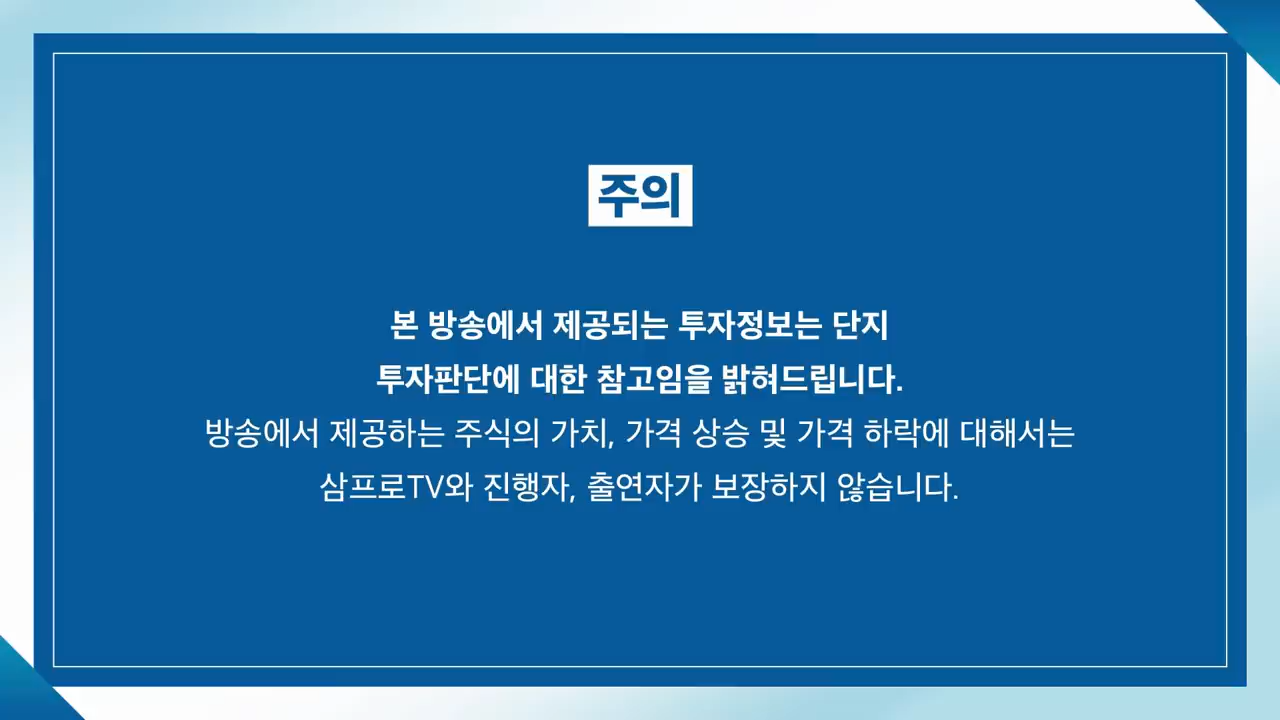 주의
본 방송에서 제공되는 투자정보는 단지
투자판단에 대한 참고임을 밝혀드립니다.
방송에서 제공하는 주식의 가치, 가격 상승 및 가격 하락에 대해서는
삼프로TV와 진행자, 출연자가 보장하지 않습니다.